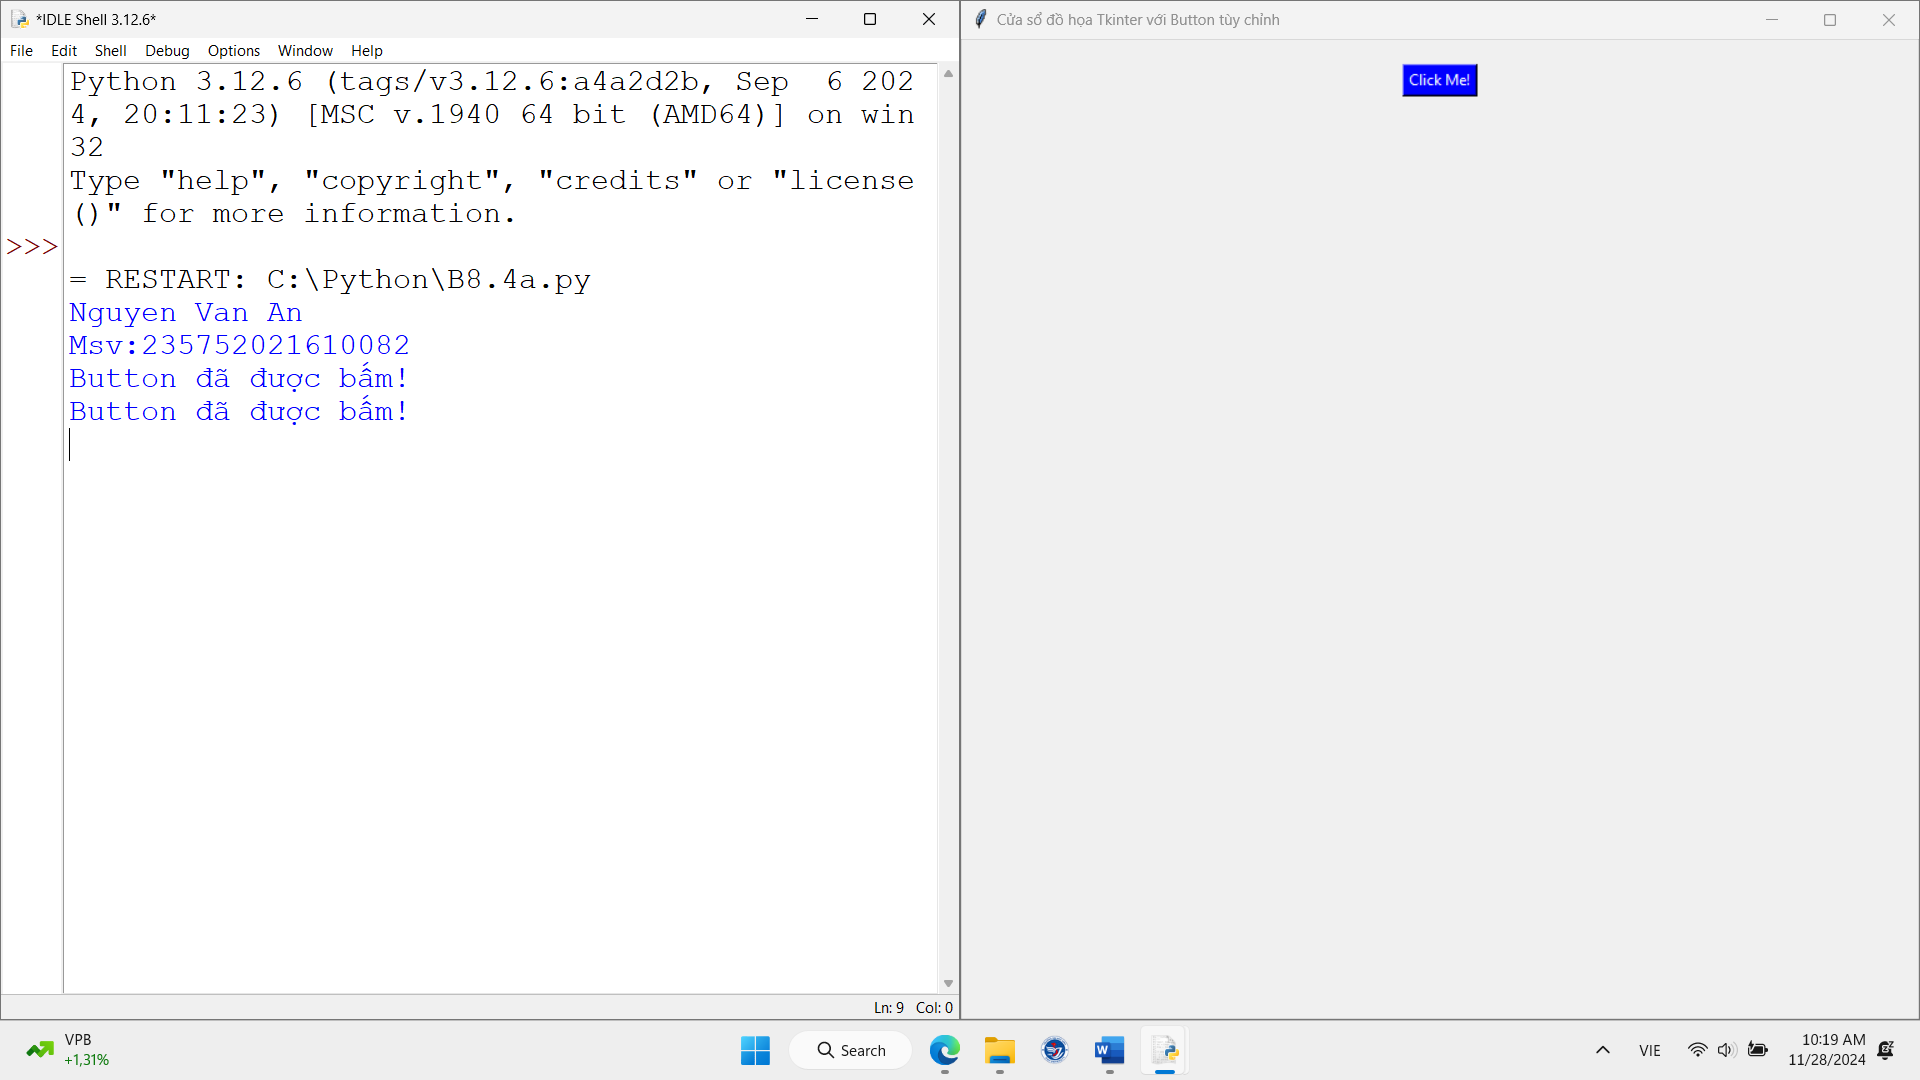 *IDLE Shell 3.12.6*
File Edit Shell Debug Options Window Help
Python 3.12.6 (tags/v3.12.6:a4a2d2b, Sep  6 202
4, 20:11:23) [MSC v.1940 64 bit (AMD64)] on win
32
Type "help", "copyright", "credits" or "license
()" for more information.
>>>
= RESTART: C:\Python\B8.4a.py
Nguyen Van An
Msv:235752021610082
Button đã được bấm!
Button đã được bấm!
Ln: 9 Col: 0
Cửa sổ đồ họa Tkinter với Button tùy chỉnh
Click Me!
VPB
+1,31%
Search
VIE
10:19 AM
11/28/2024